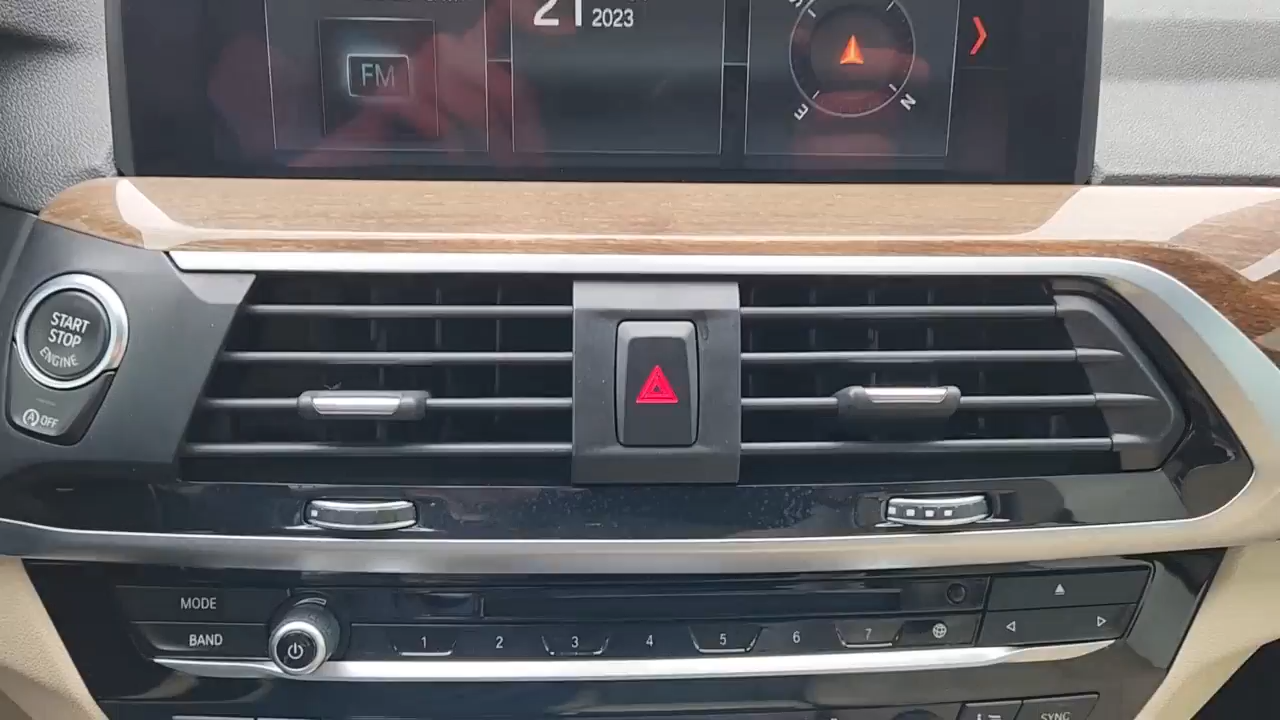 21
2023
FM
E
N
START
STOP
ENGINE
A OFF
MODE
BAND
1 2 3 4 5 6 7
SYNC